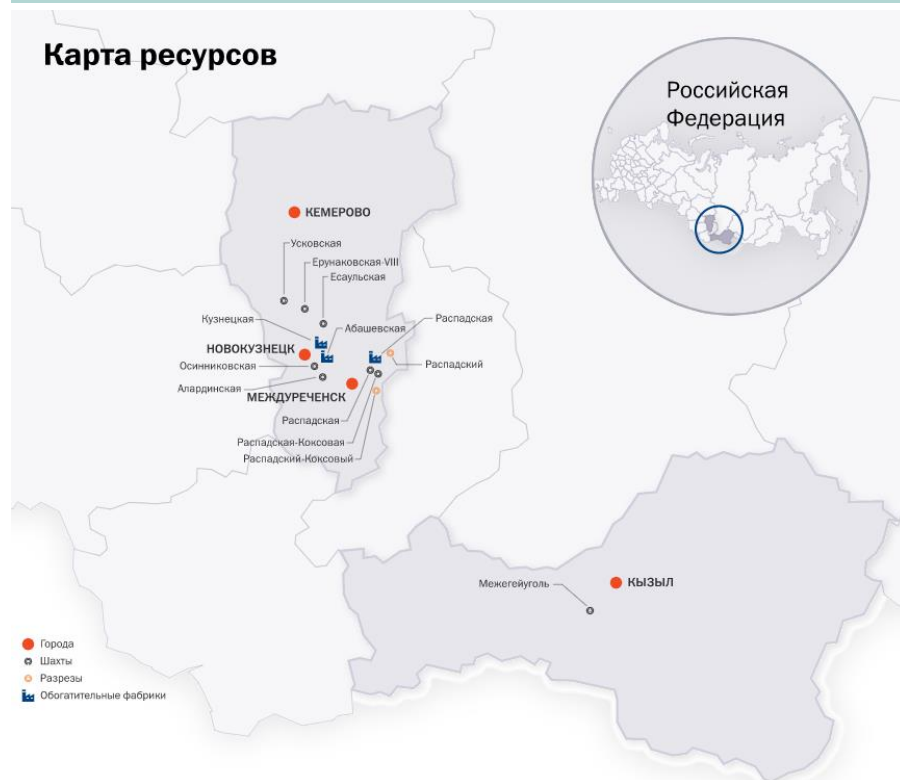 Карта ресурсов
Российская
Федерация
КЕМЕРОВО
Усковская
Ерунаковская-VIII
Есаульская
Кузнецкая
Абашевская
Распадская
НОВОКУЗНЕЦК
Осинниковская
Распадский
Алардинская
МЕЖДУРЕЧЕНСК
Распадская
Распадская-Коксовая
Распадский-Коксовый
Межегейуголь
КЫЗЫЛ
Города
Шахты
Разрезы
Обогатительные фабрики